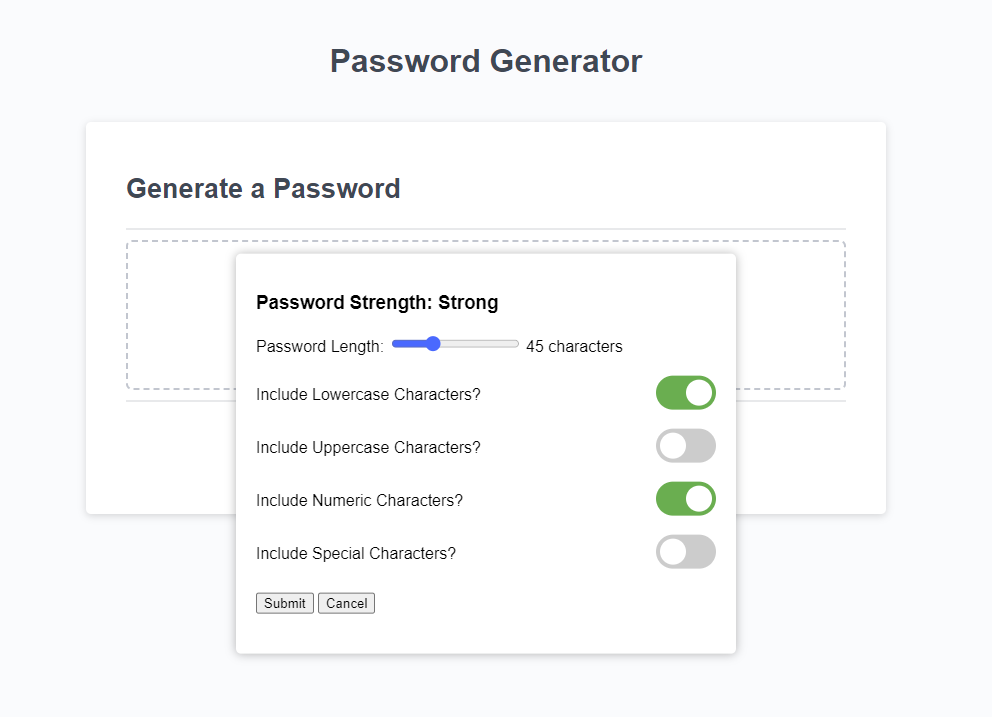 Password Generator
Generate a Password
Password Strength: Strong
Password Length: 45 characters
Include Lowercase Characters?
Include Uppercase Characters?
Include Numeric Characters?
Include Special Characters?
Submit Cancel